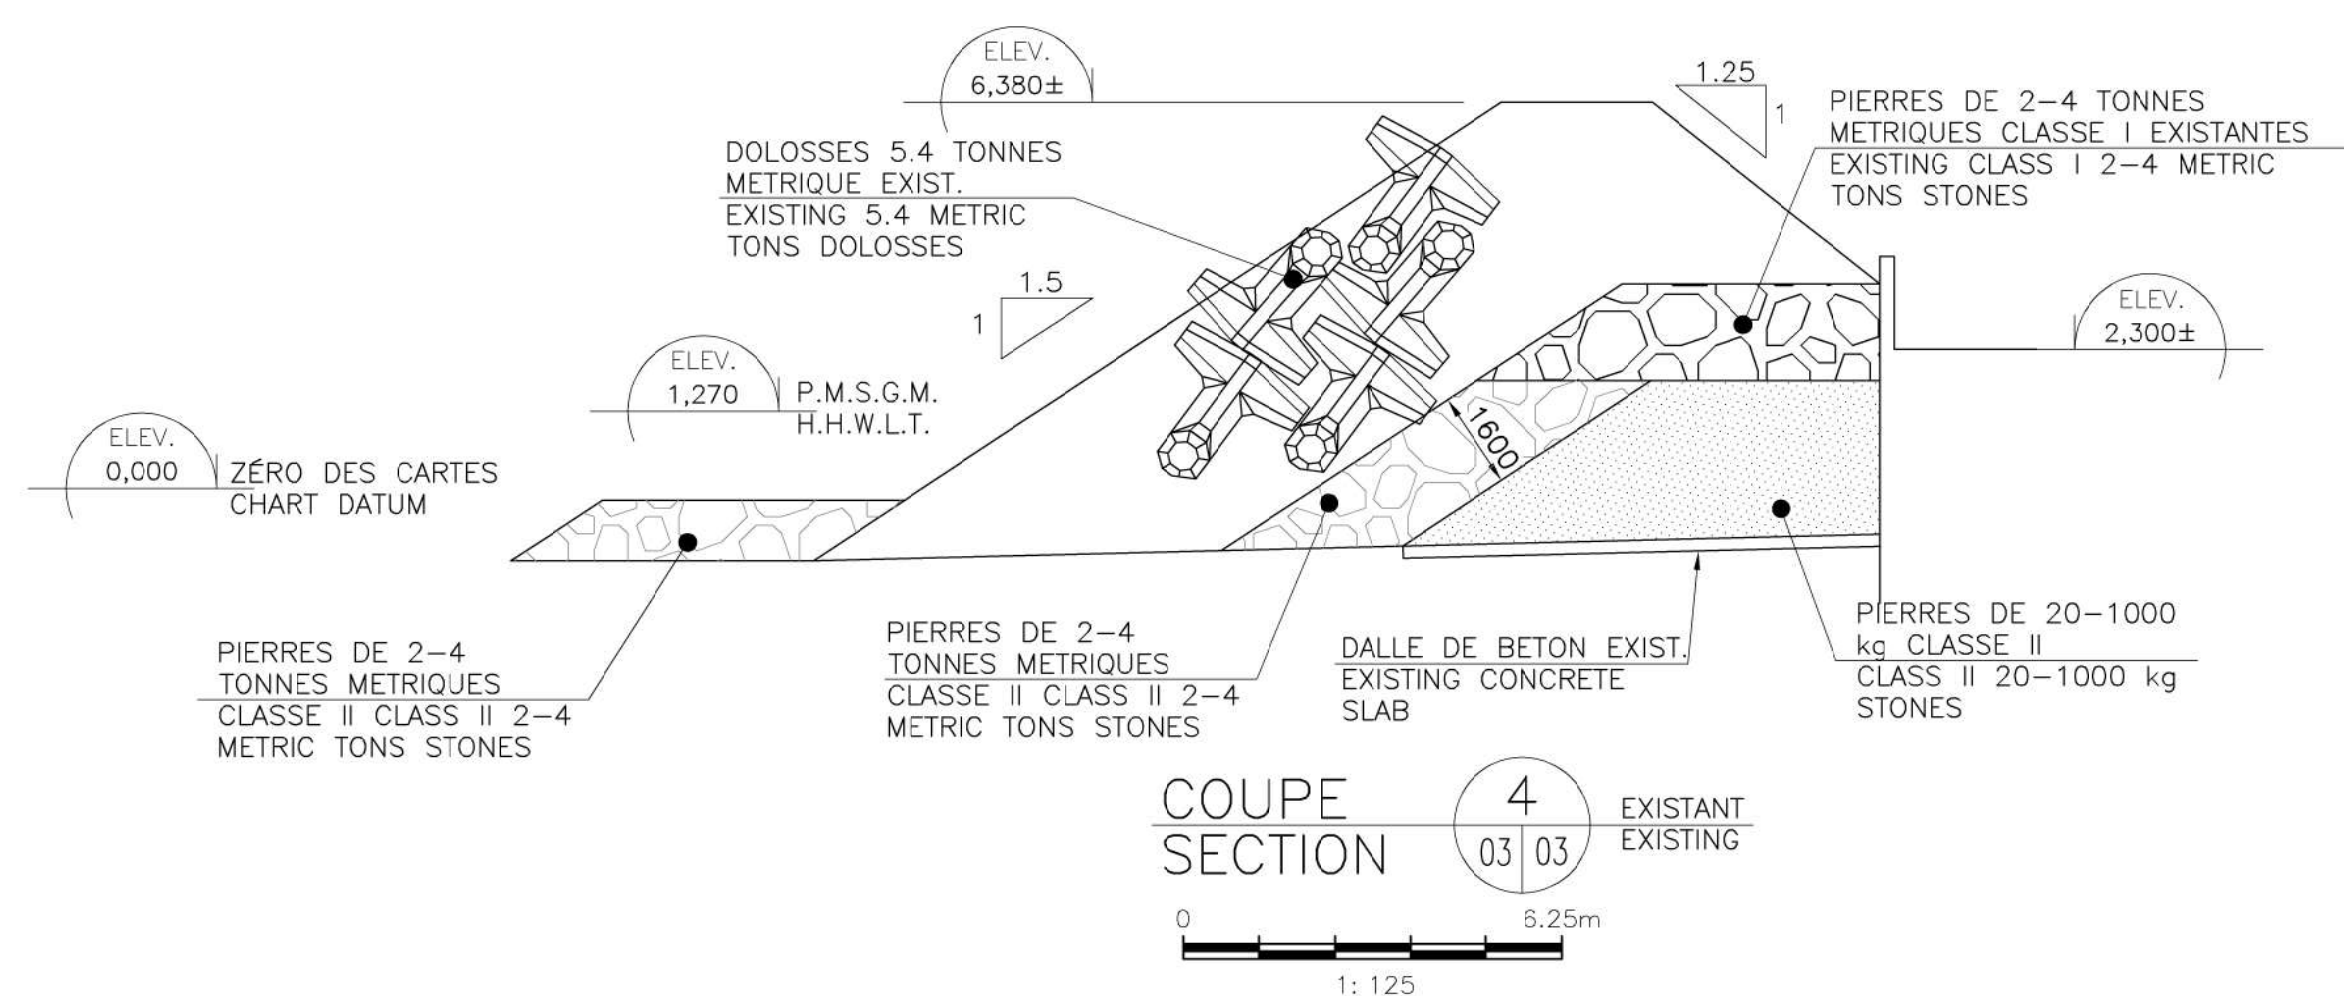 ELEV.
6,380±
1.25
1
PIERRES DE 2-4 TONNES
METRIQUES CLASSE I EXISTANTES
EXISTING CLASS I 2-4 METRIC
TONS STONES
DOLOSSES 5.4 TONNES
METRIQUE EXIST.
EXISTING 5.4 METRIC
TONS DOLOSSES
1.5
1
ELEV.
2,300±
ELEV.
1,270
P.M.S.G.M.
H.H.W.L.T.
ELEV.
0,000
ZÉRO DES CARTES
CHART DATUM
1600
PIERRES DE 2-4
TONNES METRIQUES
CLASSE II CLASS II 2-4
METRIC TONS STONES
PIERRES DE 2-4
TONNES METRIQUES
CLASSE II CLASS II 2-4
METRIC TONS STONES
DALLE DE BETON EXIST.
EXISTING CONCRETE
SLAB
PIERRES DE 20-1000
kg CLASSE II
CLASS II 20-1000 kg
STONES
COUPE
SECTION
4
03 03
EXISTANT
EXISTING
0 6.25m
1: 125